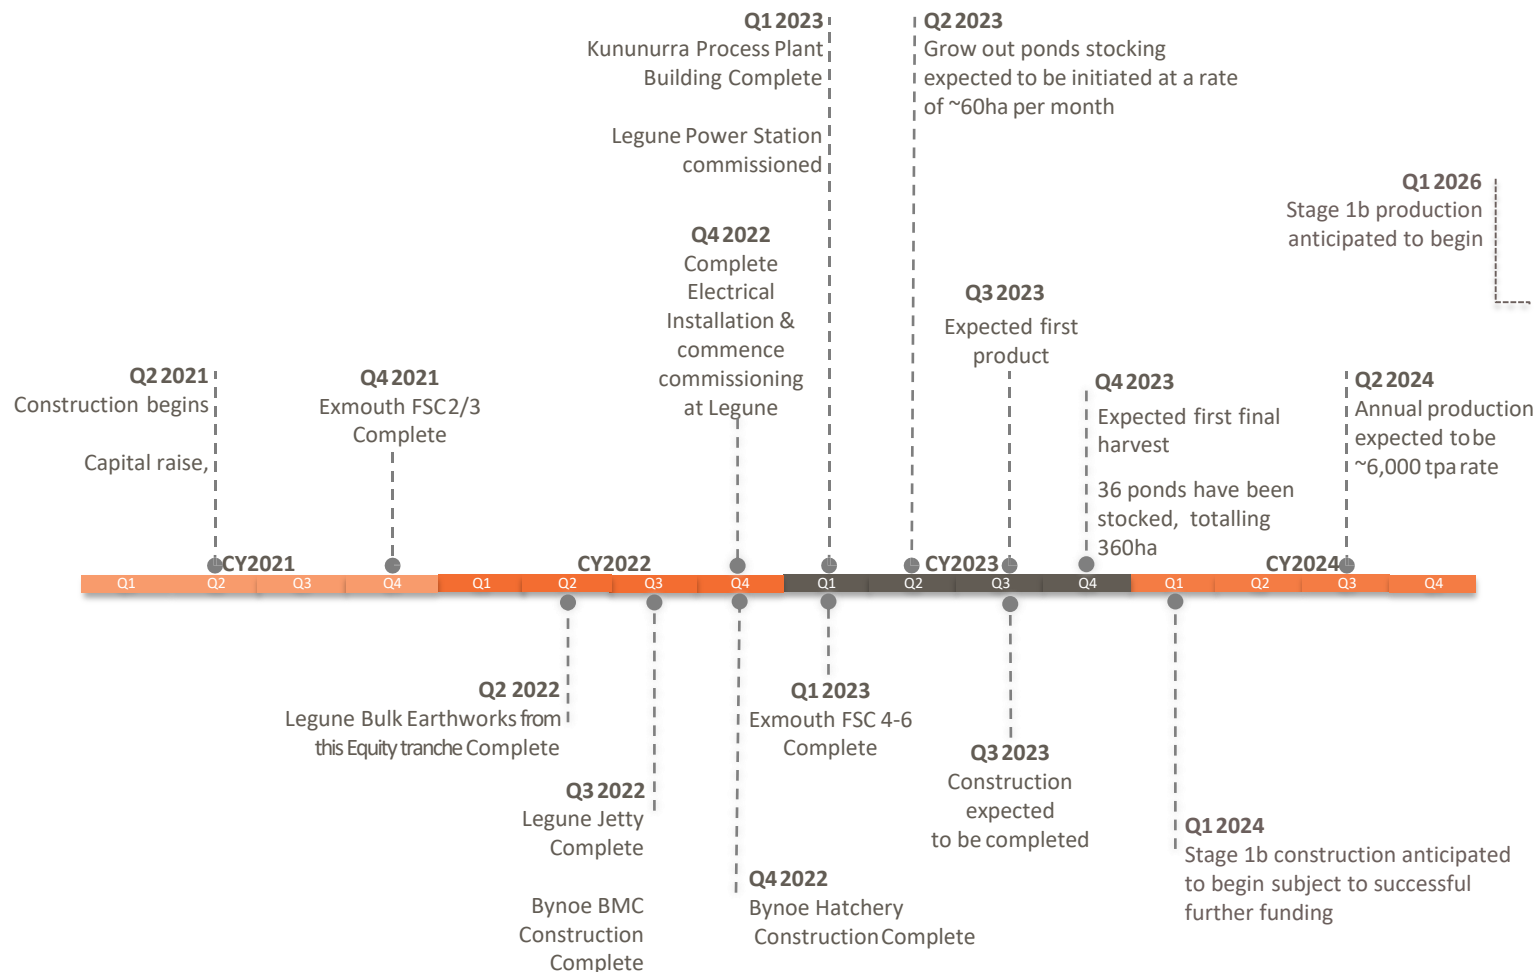 Q1 2023
Kununurra Process Plant
Building Complete
Legune Power Station
commissioned
Q2 2023
Grow out ponds stocking
expected to be initiated at a rate
of ~60ha per month
Q1 2026
Stage 1b production
anticipated to begin
Q4 2022
Complete
Electrical
Installation &
commence
commissioning
at Legune
Q3 2023
Expected first
product
Q2 2021
Construction begins
Capital raise,
Q4 2021
Exmouth FSC2/3
Complete
Q4 2023
Expected first final
harvest
36 ponds have been
stocked, totalling
360ha
Q2 2024
Annual production
expected to be
~6,000 tpa rate
CY2021
CY2022
CY2023
CY2024
Q1 Q2 Q3 Q4 Q1 Q2 Q3 Q4 Q1 Q2 Q3 Q4 Q1 Q2 Q3 Q4
Q2 2022
Legune Bulk Earthworks from
this Equity tranche Complete
Q3 2022
Legune Jetty
Complete
Bynoe BMC
Construction
Complete
Q4 2022
Bynoe Hatchery
Construction Complete
Q1 2023
Exmouth FSC 4-6
Complete
Q3 2023
Construction
expected
to be completed
Q1 2024
Stage 1b construction anticipated
to begin subject to successful
further funding